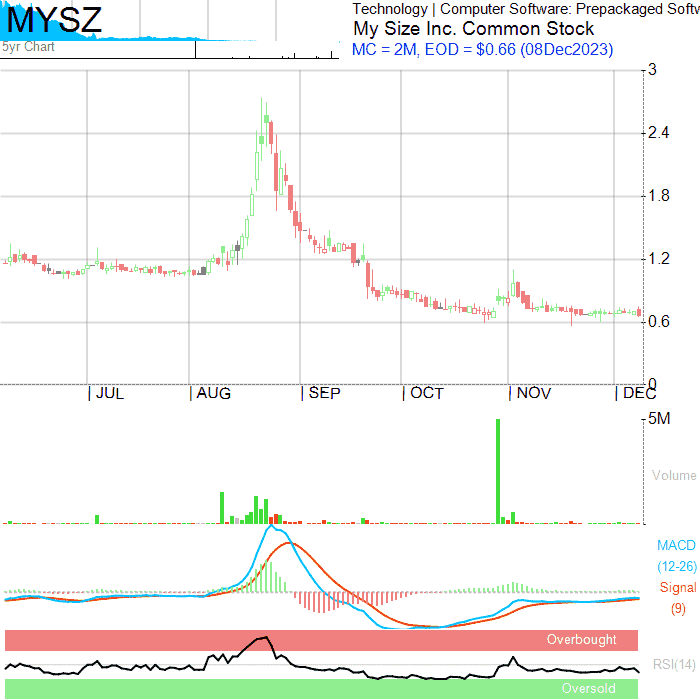 MYSZ
5yr Chart
Technology | Computer Software: Prepackaged Softw
My Size Inc. Common Stock
MC = 2M, EOD = $0.66 (08Dec2023)
3
2.4
1.8
1.2
0.6
0
JUL AUG SEP OCT NOV DEC
5M
Volume
MACD
(12-26)
Signal
(9)
Overbought
RSI(14)
Oversold